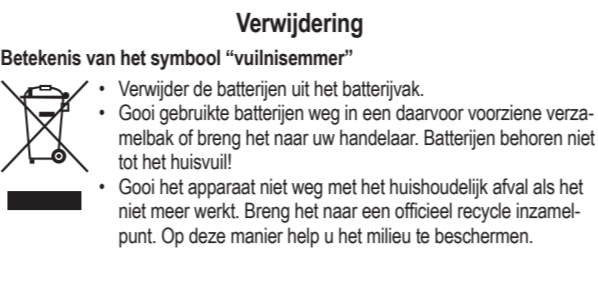 Verwijdering
Betekenis van het symbool “vuilnisemmer”
• Verwijder de batterijen uit het batterijvak.
• Gooi gebruikte batterijen weg in een daarvoor voorziene verza-
melbak of breng het naar uw handelaar. Batterijen behoren niet
tot het huisvuil!
• Gooi het apparaat niet weg met het huishoudelijk afval als het
niet meer werkt. Breng het naar een officieel recycle inzamel-
punt. Op deze manier help u het milieu te beschermen.